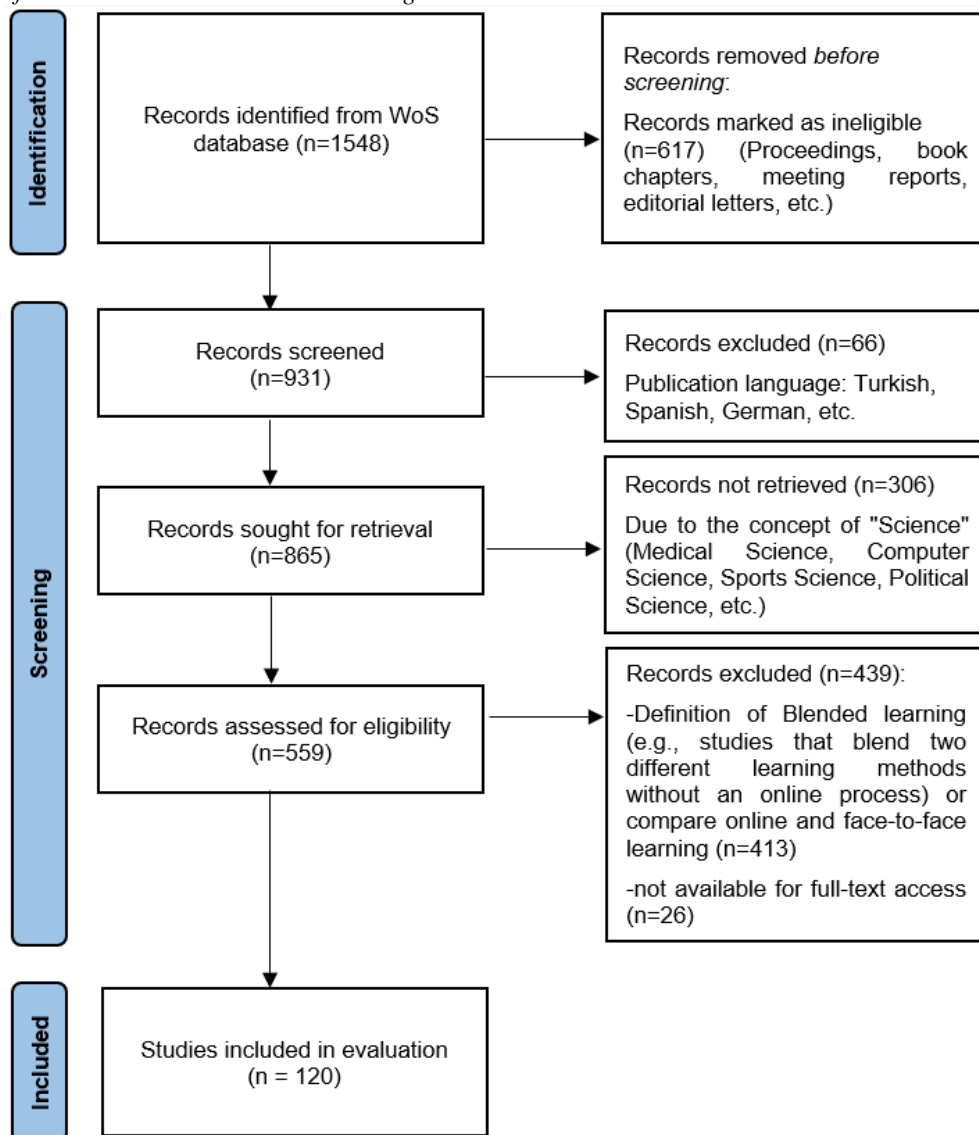 Identification
Records identified from WoS
database (n=1548)
Records removed before
screening:
Records marked as ineligible
(n=617) (Proceedings, book
chapters, meeting reports,
editorial letters, etc.)
Screening
Records screened
(n=931)
Records excluded (n=66)
Publication language: Turkish,
Spanish, German, etc.
Records sought for retrieval
(n=865)
Records not retrieved (n=306)
Due to the concept of "Science"
(Medical Science, Computer
Science, Sports Science, Political
Science, etc.)
Records assessed for eligibility
(n=559)
Records excluded (n=439):
-Definition of Blended learning
(e.g., studies that blend two
different learning methods
without an online process) or
compare online and face-to-face
learning (n=413)
-not available for full-text access
(n=26)
Included
Studies included in evaluation
(n = 120)